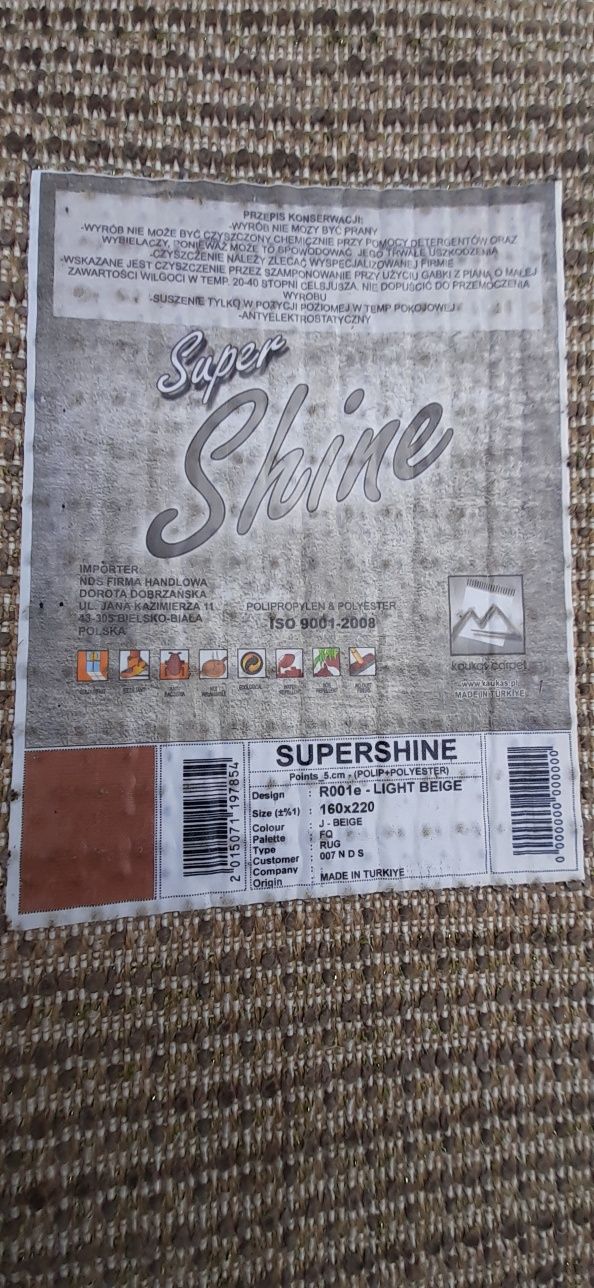 PRZEPIS KONSERWACJI:
-WYRÓB NIE MOZY BYĆ PRANY
-WYRÓB NIE MOŻE BYĆ CZYSZCZONY CHEMICZNIE PRZY POMOCY DETERGENTÓW ORAZ
WYBIELACZY, PONIEWAŻ MOŻE TO SPOWODOWAĆ JEGO TRWAŁE USZKODZENIA
-CZYSZCZENIE NALEŻY ZLECAĆ WYSPECJALIZOWANEJ FIRMIE
-WSKAZANE JEST CZYSZCZENIE PRZEZ SZAMPONOWANIE PRZY UŻYCIU GĄBKI Z PIANĄ O MAŁEJ
ZAWARTOŚCI WILGOCI W TEMP. 20-40 STOPNI CELSJUSZA. NIE DOPUŚCIĆ DO PRZEMOCZENIA
WYROBU
-SUSZENIE TYLKO W POZYCJI POZIOMEJ W TEMP POKOJOWEJ
-ANTYELEKTROSTATYCZNY
Super
Shine
IMPORTER
NDS FIRMA HANDLOWA
DOROTA DOBRZAŃSKA
UL. JANA KAZIMIERZA 11
43-305 BIELSKO-BIAŁA
POLSKA
POLIPROPYLEN & POLYESTER
ISO 9001-2008
kaukas carpet
www.kaukas.pl
MADE IN TURKIYE
2 015071 197854
SUPERSHINE
Points 5.cm - (POLIP+POLYESTER)
Design : R001e - LIGHT BEIGE
Size (±%1) : 160x220
Colour : J - BEIGE
Palette : FQ
Type : RUG
Customer : 007 N D S
Company :
Origin : MADE IN TURKIYE
0 000000 000000